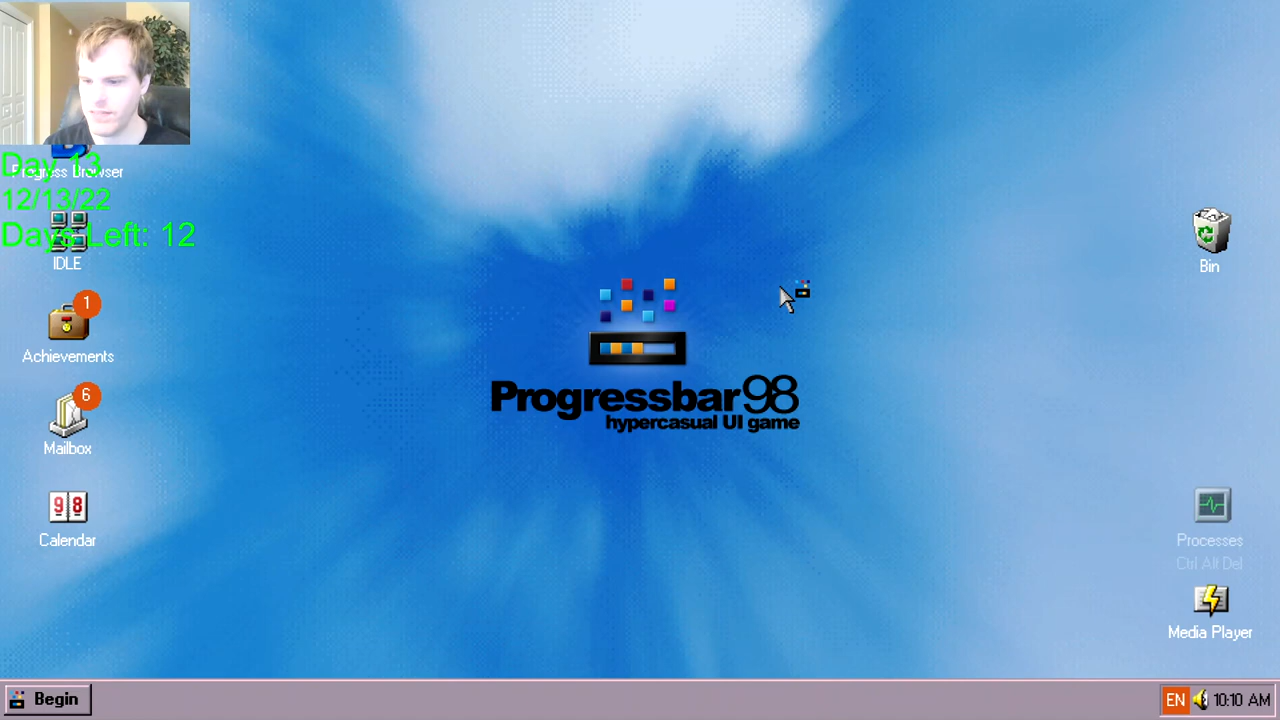 Day 13
Progress Browser
12/13/22
Days Left: 12
IDLE
1
Achievements
6
Mailbox
98
Calendar
Progressbar98
hypercasual UI game
Bin
Processes
Ctrl Alt Del
Media Player
Begin
EN 10:10 AM